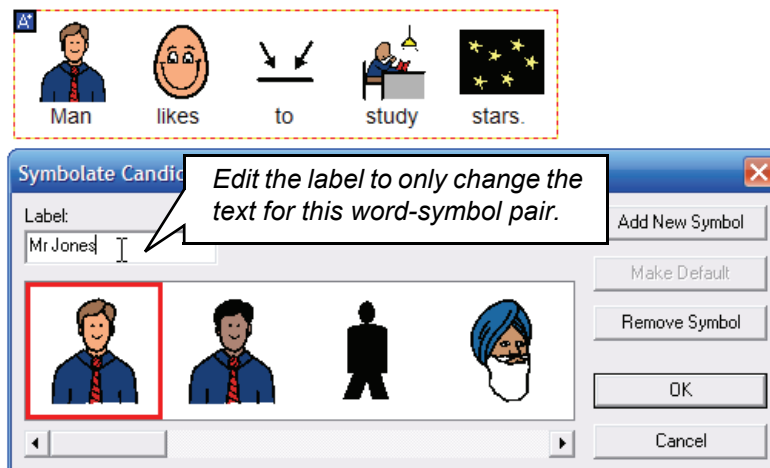 A+
Man likes to study stars.
Symbolate Candi
Edit the label to only change the
text for this word-symbol pair.
Label:
Mr Jones
Add New Symbol
Make Default
Remove Symbol
OK
Cancel